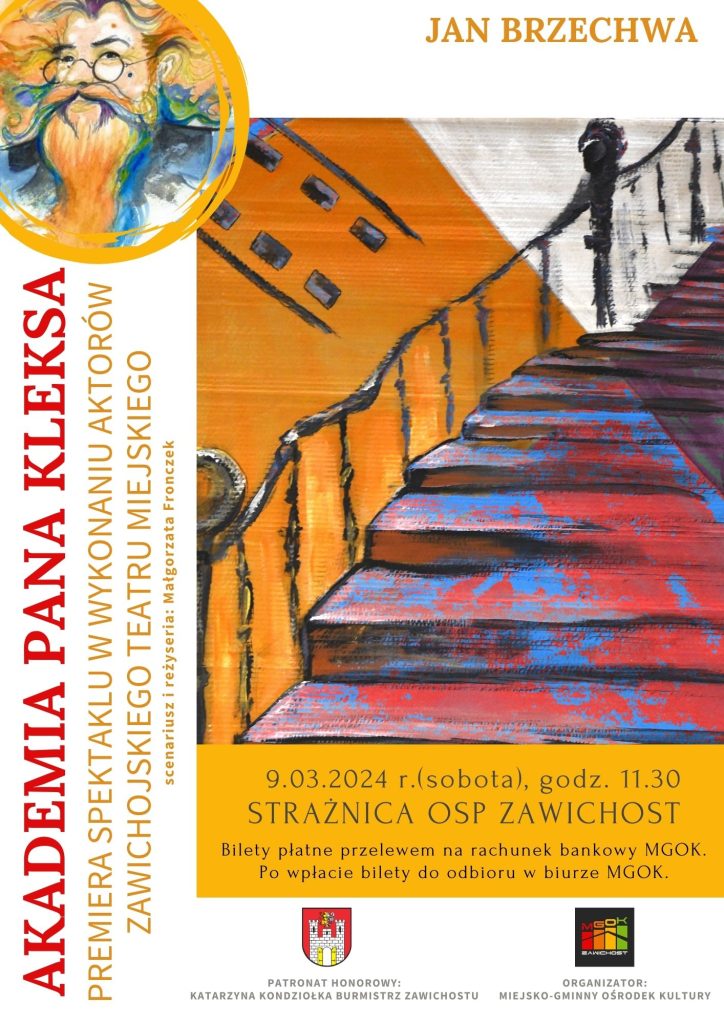 JAN BRZECHWA
AKADEMIA PANA KLEKSA
PREMIERA SPEKTAKLU W WYKONANIU AKTORÓW
ZAWICHOJSKIEGO TEATRU MIEJSKIEGO
scenariusz i reżyseria: Małgorzata Fronczek
9.03.2024 r.(sobota), godz. 11.30
STRAŻNICA OSP ZAWICHOST
Bilety płatne przelewem na rachunek bankowy MGOK.
Po wpłacie bilety do odbioru w biurze MGOK.
PATRONAT HONOROWY:
KATARZYNA KONDZIOŁKA BURMISTRZ ZAWICHOSTU
MGOK
ZAWICHOST
ORGANIZATOR:
MIEJSKO-GMINNY OŚRODEK KULTURY